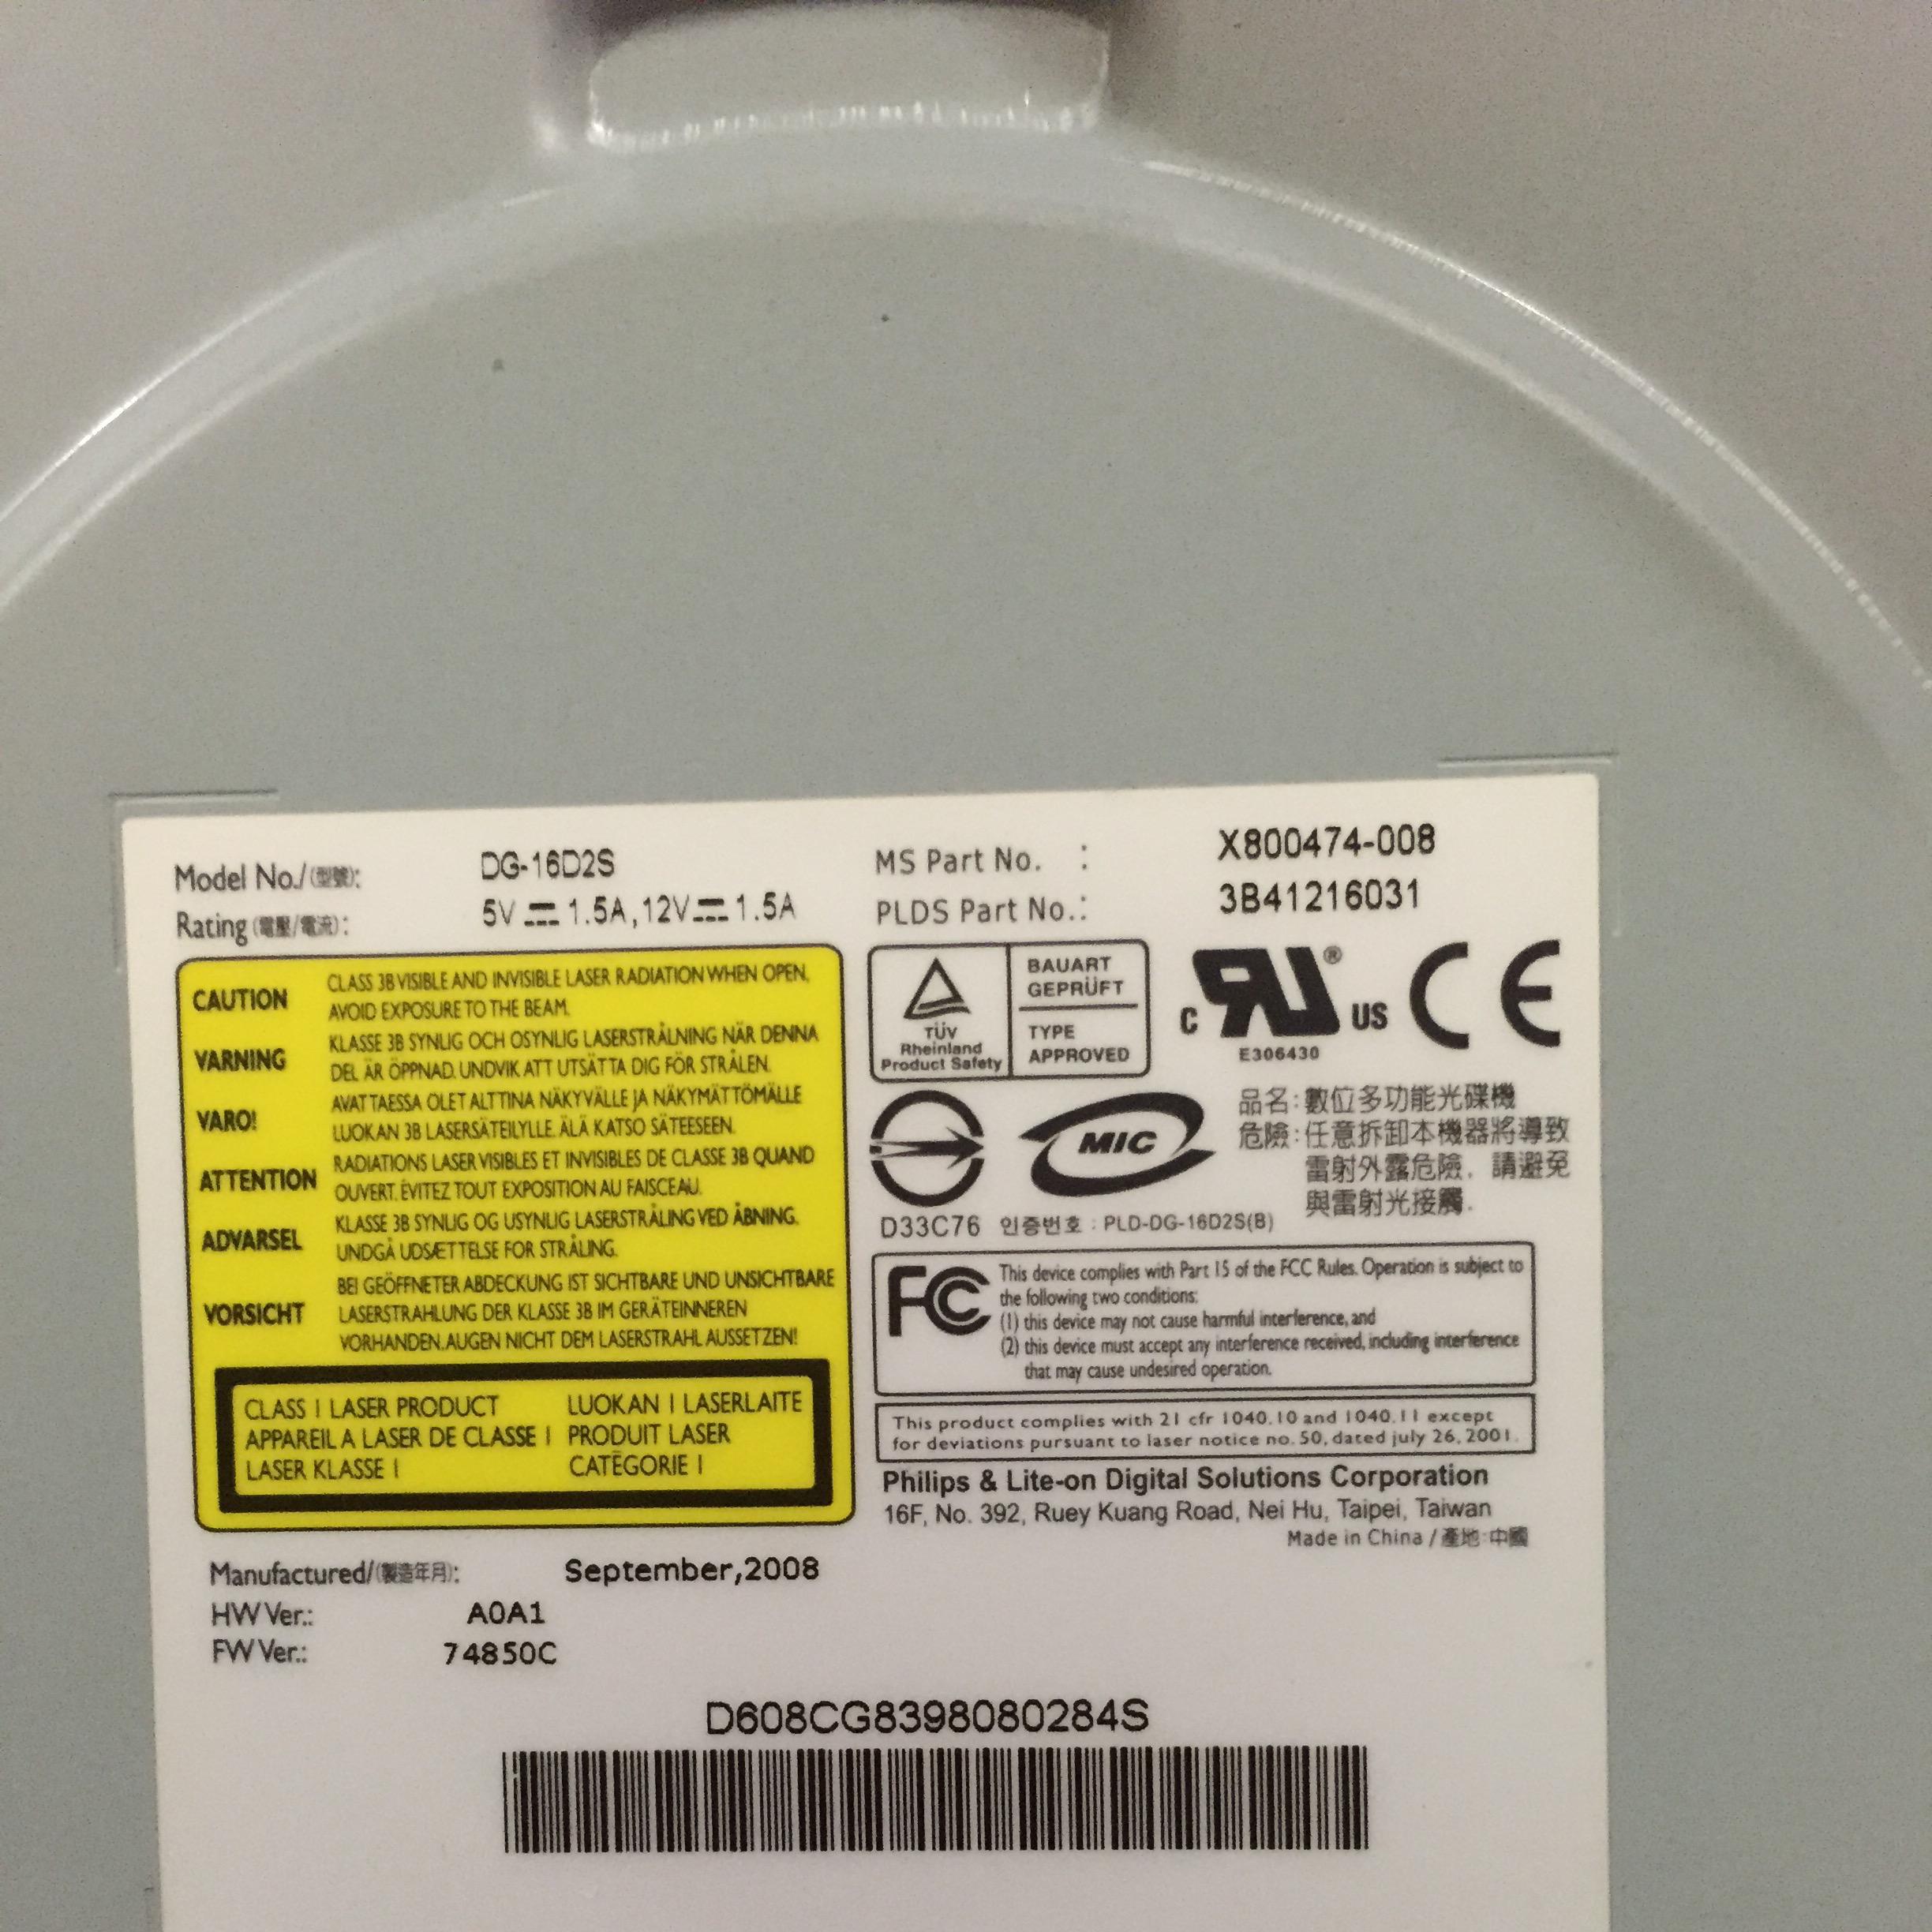 Model No./(型號): DG-16D2S
Rating(電壓/電流): 5V⎓1.5A,12V⎓1.5A
MS Part No. : X800474-008
PLDS Part No.: 3B41216031
CAUTION CLASS 3B VISIBLE AND INVISIBLE LASER RADIATION WHEN OPEN,
AVOID EXPOSURE TO THE BEAM.
VARNING KLASSE 3B SYNLIG OCH OSYNLIG LASERSTRÅLNING NÄR DENNA
DEL ÄR ÖPPNAD. UNDVIK ATT UTSÄTTA DIG FÖR STRÅLEN.
VARO! AVATTAESSA OLET ALTTINA NÄKYVÄLLE JA NÄKYMÄTTÖMÄLLE
LUOKAN 3B LASERSÄTEILYLLE. ÄLÄ KATSO SÄTEESEEN.
ATTENTION RADIATIONS LASER VISIBLES ET INVISIBLES DE CLASSE 3B QUAND
OUVERT. ÉVITEZ TOUT EXPOSITION AU FAISCEAU.
ADVARSEL KLASSE 3B SYNLIG OG USYNLIG LASERSTRÅLING VED ÅBNING.
UNDGÅ UDSÆTTELSE FOR STRÅLING.
VORSICHT BEI GEÖFFNETER ABDECKUNG IST SICHTBARE UND UNSICHTBARE
LASERSTRAHLUNG DER KLASSE 3B IM GERÄTEINNEREN
VORHANDEN. AUGEN NICHT DEM LASERSTRAHL AUSSETZEN!
CLASS 1 LASER PRODUCT
APPAREIL A LASER DE CLASSE 1
LASER KLASSE 1
LUOKAN 1 LASERLAITE
PRODUIT LASER
CATÉGORIE 1
TÜV
Rheinland
Product Safety
BAUART
GEPRÜFT
TYPE
APPROVED
c RU® US
E306430
CE
D33C76
MIC
인증번호 : PLD-DG-16D2S(B)
品名:數位多功能光碟機
危險:任意拆卸本機器將導致
雷射外露危險，請避免
與雷射光接觸.
FC This device complies with Part 15 of the FCC Rules. Operation is subject to
the following two conditions:
(1) this device may not cause harmful interference, and
(2) this device must accept any interference received, including interference
that may cause undesired operation.
This product complies with 21 cfr 1040.10 and 1040.11 except
for deviations pursuant to laser notice no. 50, dated july 26, 2001.
Philips & Lite-on Digital Solutions Corporation
16F, No. 392, Ruey Kuang Road, Nei Hu, Taipei, Taiwan
Made in China / 產地:中國
Manufactured/(製造年月): September,2008
HW Ver.: A0A1
FW Ver.: 74850C
D608CG8398080284S